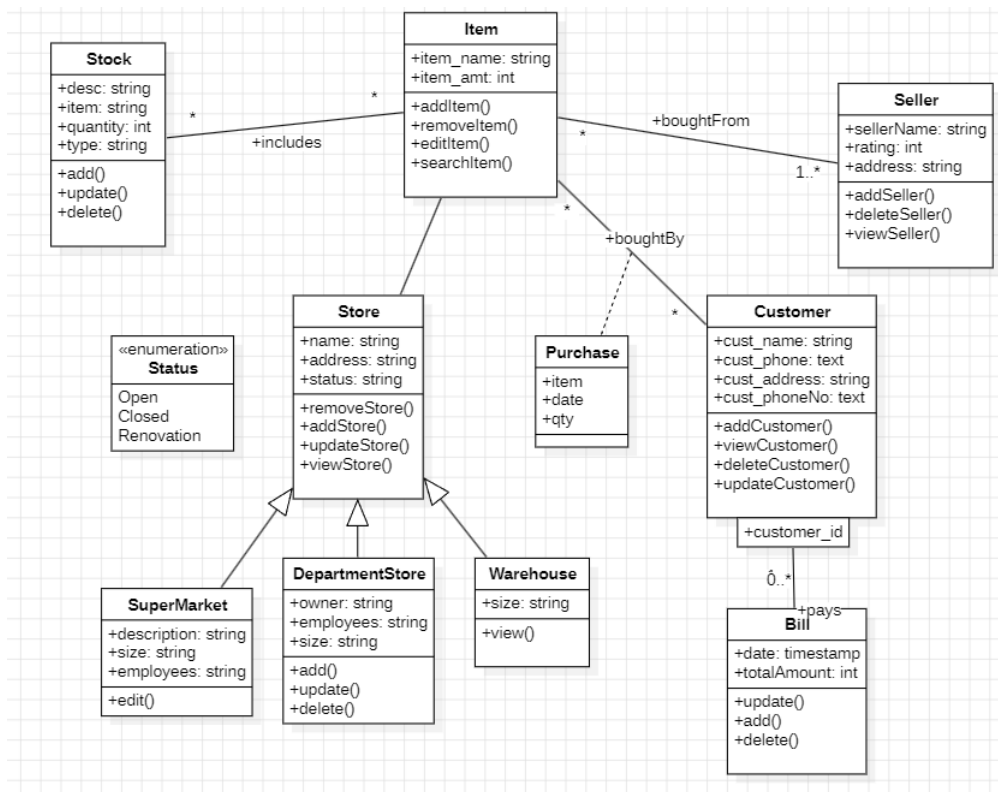 Stock
+desc: string
+item: string
+quantity: int
+type: string
+add()
+update()
+delete()
*
+includes
*
Item
+item_name: string
+item_amt: int
+addItem()
+removeItem()
+editItem()
+searchItem()
*
+boughtFrom
1..*
Seller
+sellerName: string
+rating: int
+address: string
+addSeller()
+deleteSeller()
+viewSeller()
*
+boughtBy
*
«enumeration»
Status
Open
Closed
Renovation
Store
+name: string
+address: string
+status: string
+removeStore()
+addStore()
+updateStore()
+viewStore()
Purchase
+item
+date
+qty
Customer
+cust_name: string
+cust_phone: text
+cust_address: string
+cust_phoneNo: text
+addCustomer()
+viewCustomer()
+deleteCustomer()
+updateCustomer()
+customer_id
0..*
+pays
SuperMarket
+description: string
+size: string
+employees: string
+edit()
DepartmentStore
+owner: string
+employees: string
+size: string
+add()
+update()
+delete()
Warehouse
+size: string
+view()
Bill
+date: timestamp
+totalAmount: int
+update()
+add()
+delete()